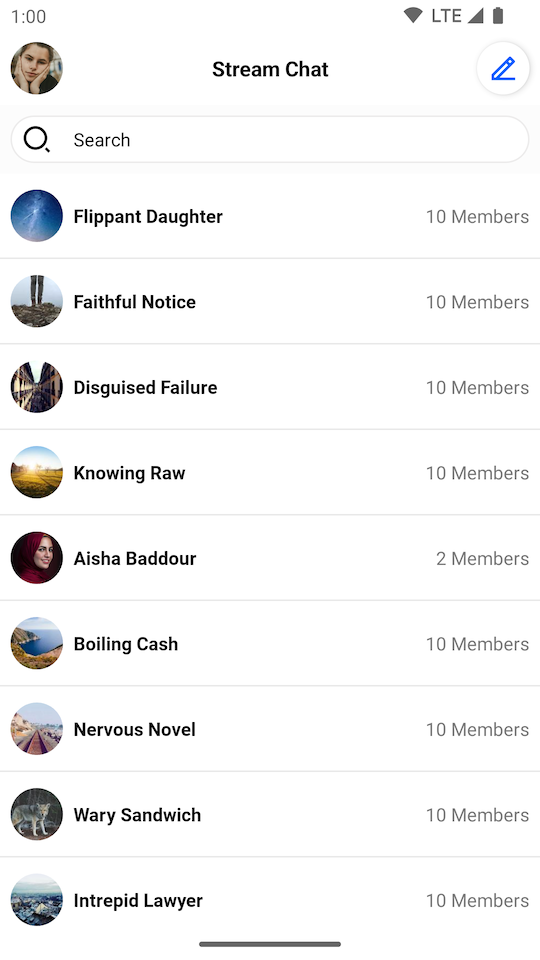 1:00 LTE
Stream Chat
Search
Flippant Daughter 10 Members
Faithful Notice 10 Members
Disguised Failure 10 Members
Knowing Raw 10 Members
Aisha Baddour 2 Members
Boiling Cash 10 Members
Nervous Novel 10 Members
Wary Sandwich 10 Members
Intrepid Lawyer 10 Members